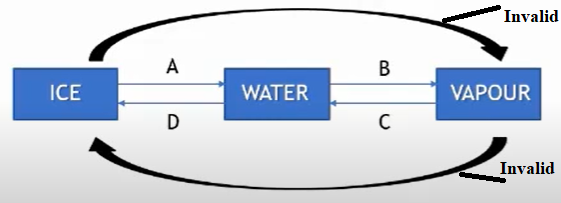 Invalid
A
B
ICE
WATER
VAPOUR
D
C
Invalid